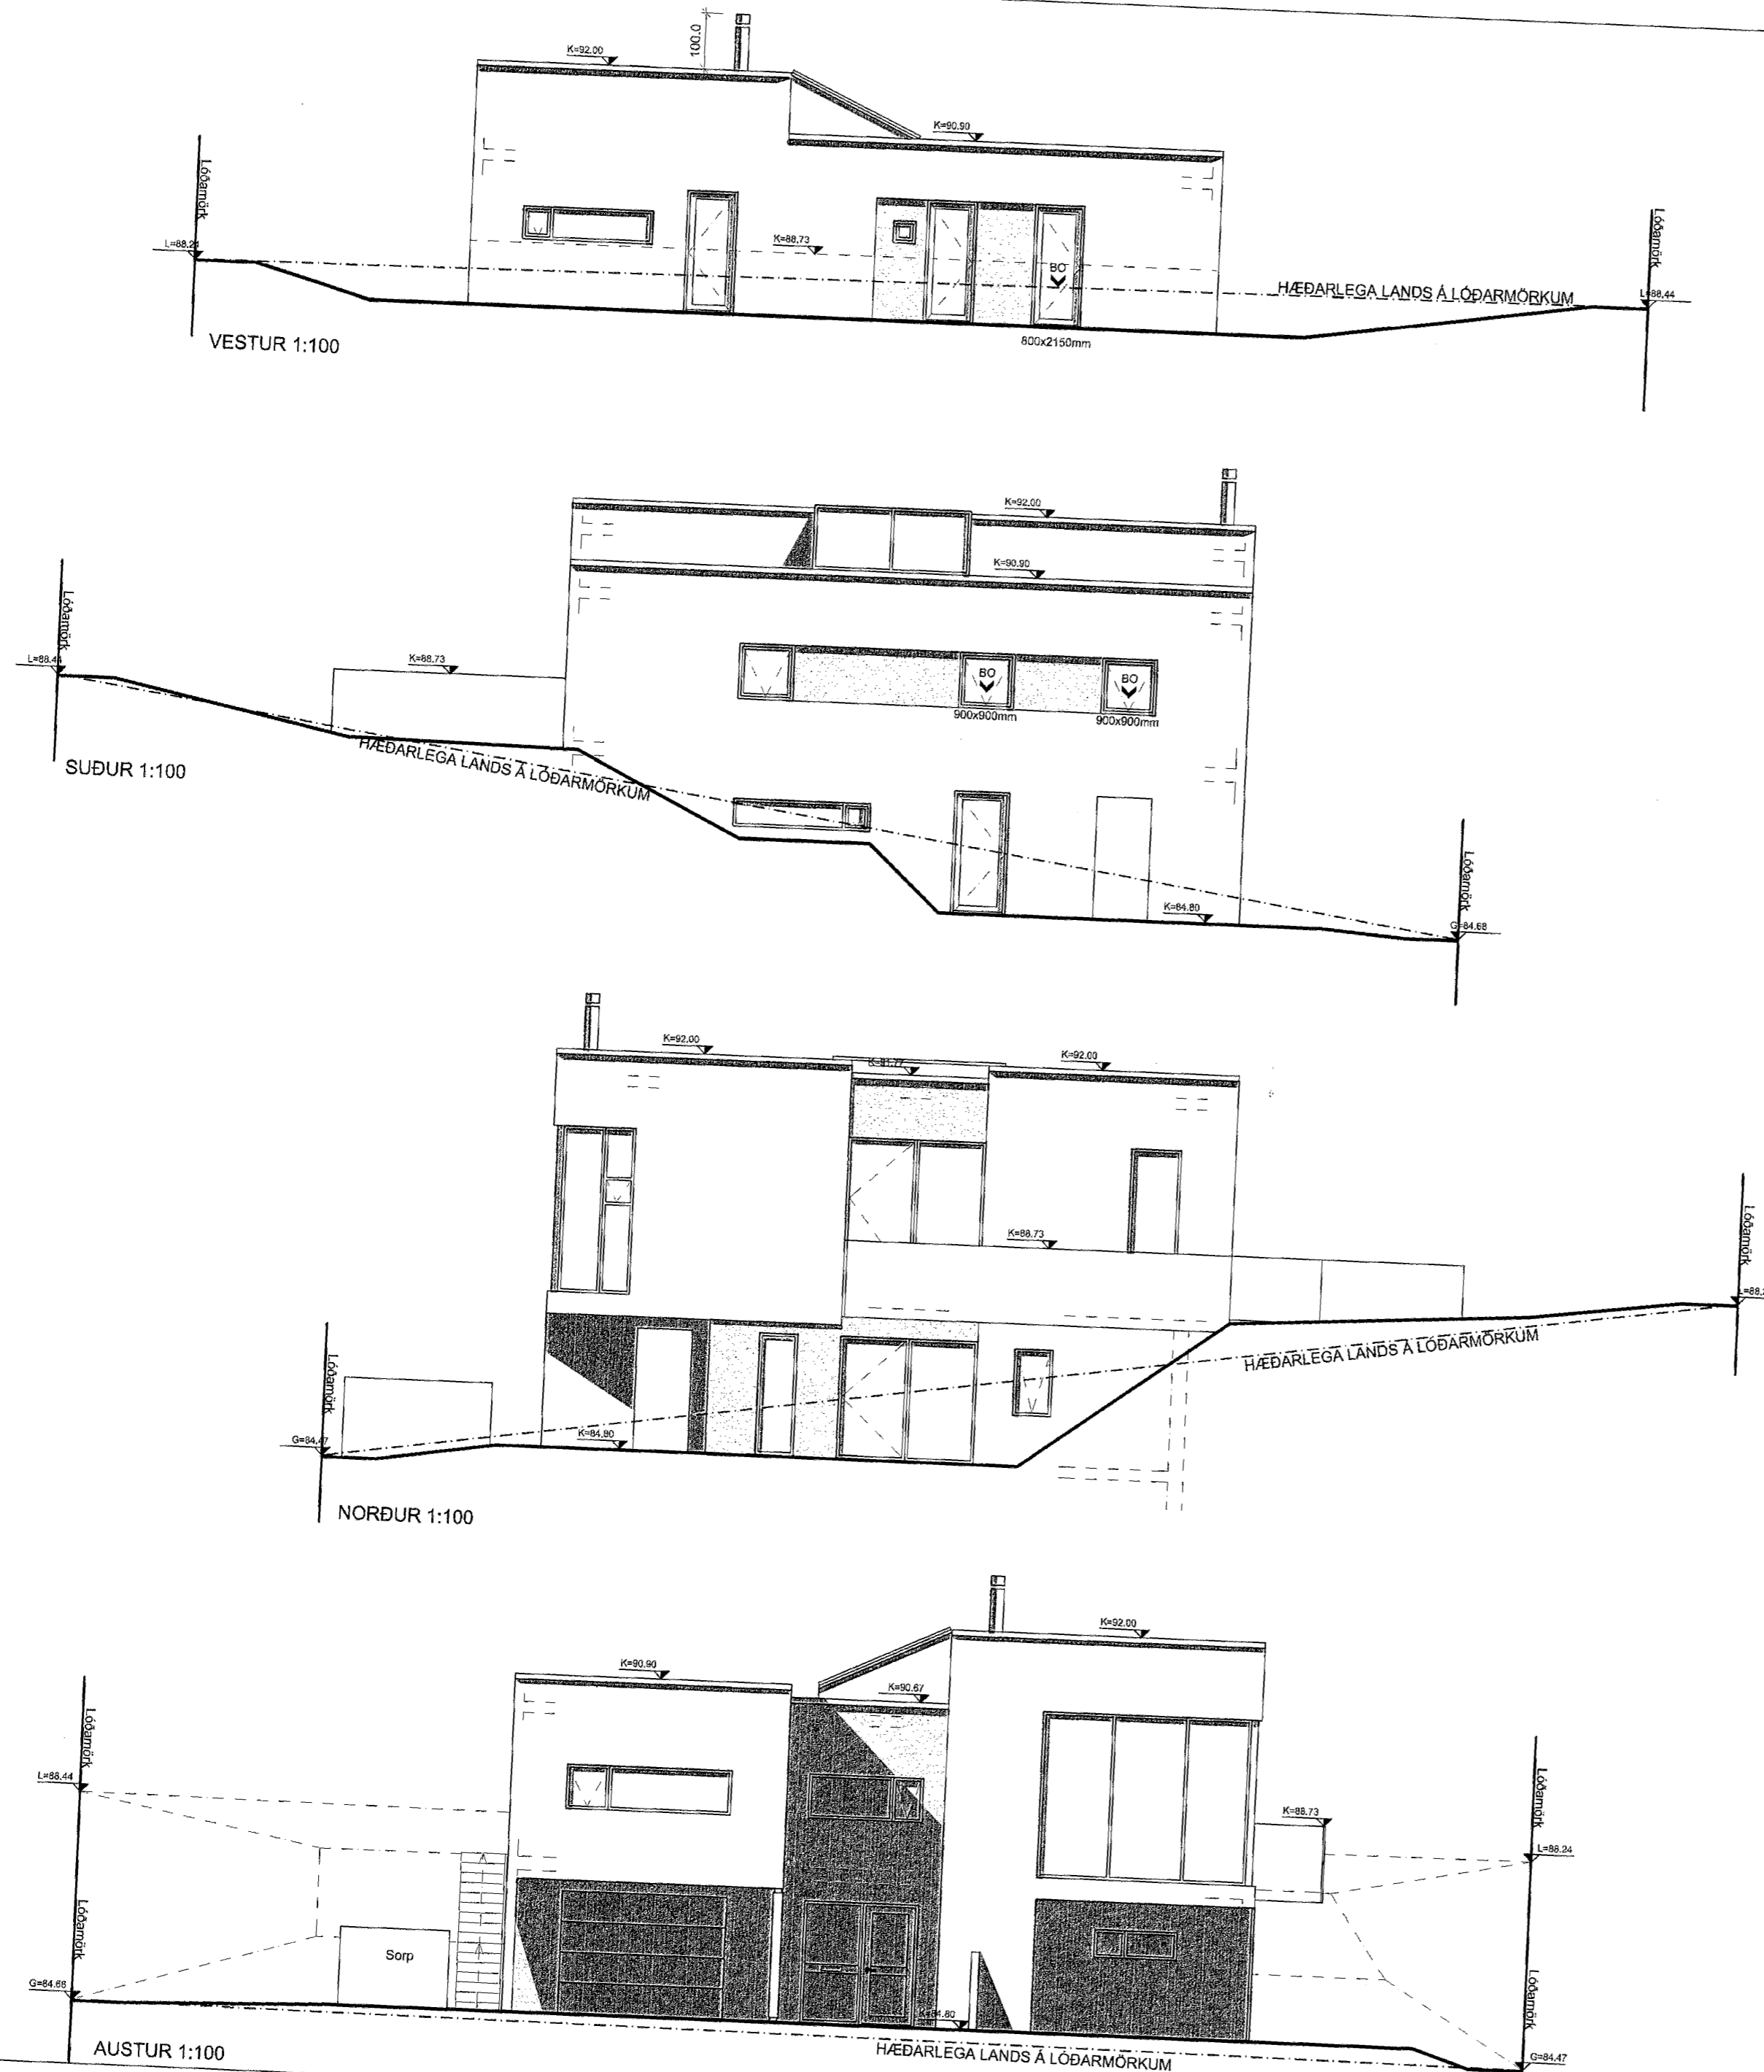 100.0
K=92.00
K=90.90
Lóðamörk
Lóðamörk
L=88.24
K=88.73
BO
HÆÐARLEGA LANDS Á LÓÐARMÖRKUM
L=88.44
800x2150mm
VESTUR 1:100
K=92.00
K=90.90
Lóðamörk
L=88.44
K=88.73
BO
BO
900x900mm
900x900mm
HÆÐARLEGA LANDS Á LÓÐARMÖRKUM
SUÐUR 1:100
Lóðamörk
K=84.80
G=84.68
K=92.00
K=92.00
K=88.73
Lóðamörk
HÆÐARLEGA LANDS Á LÓÐARMÖRKUM
Lóðamörk
G=84.47
K=84.80
NORÐUR 1:100
K=92.00
K=90.90
K=90.67
Lóðamörk
L=88.44
K=88.73
Lóðamörk
L=88.24
Lóðamörk
Sorp
Lóðamörk
G=84.68
K=84.80
G=84.47
AUSTUR 1:100
HÆÐARLEGA LANDS Á LÓÐARMÖRKUM